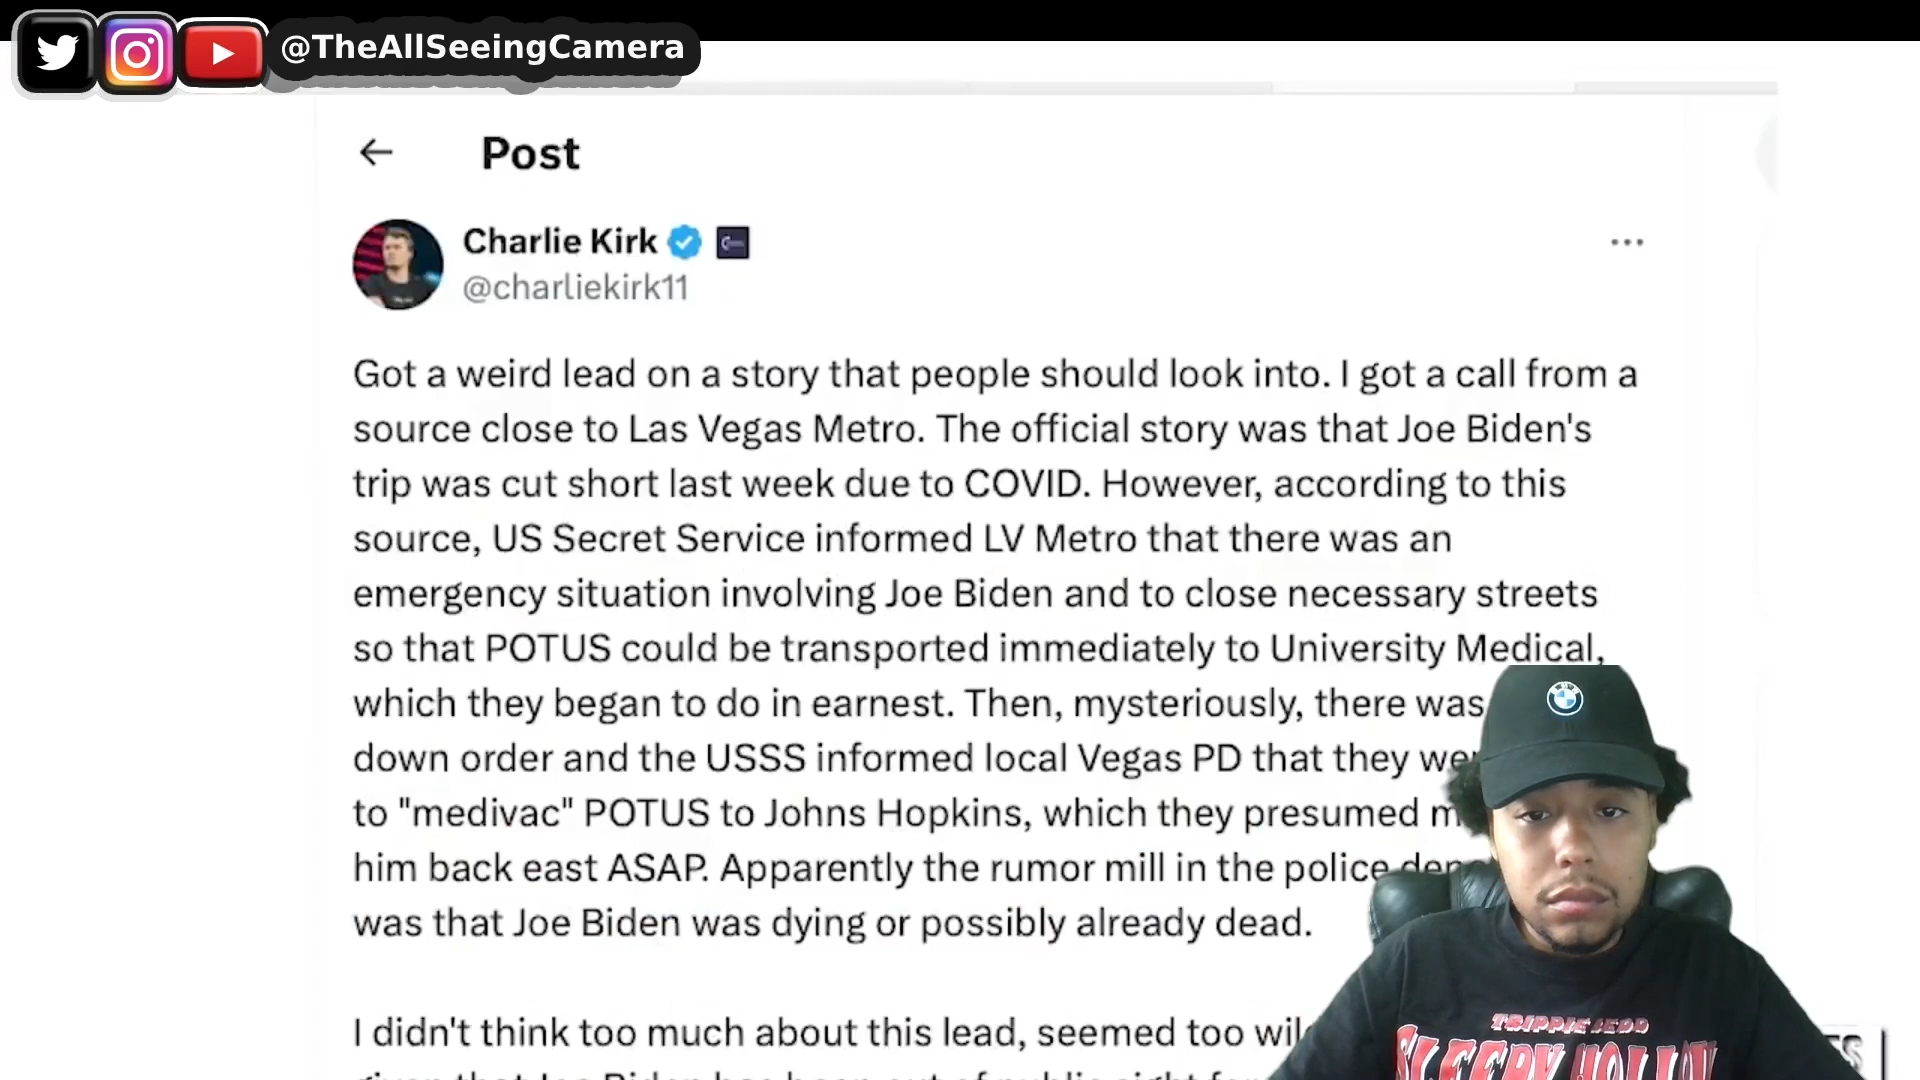 @TheAllSeeingCamera
Post
Charlie Kirk
@charliekirk11
Got a weird lead on a story that people should look into. I got a call from a
source close to Las Vegas Metro. The official story was that Joe Biden's
trip was cut short last week due to COVID. However, according to this
source, US Secret Service informed LV Metro that there was an
emergency situation involving Joe Biden and to close necessary streets
so that POTUS could be transported immediately to University Medical,
which they began to do in earnest. Then, mysteriously, there was
down order and the USSS informed local Vegas PD that they
to "medivac" POTUS to Johns Hopkins, which they presumed
him back east ASAP. Apparently the rumor mill in the police
was that Joe Biden was dying or possibly already dead.
I didn't think too much about this lead, seemed too
BMW
TRIPPIE REDD
SLEEPY HOLLOW